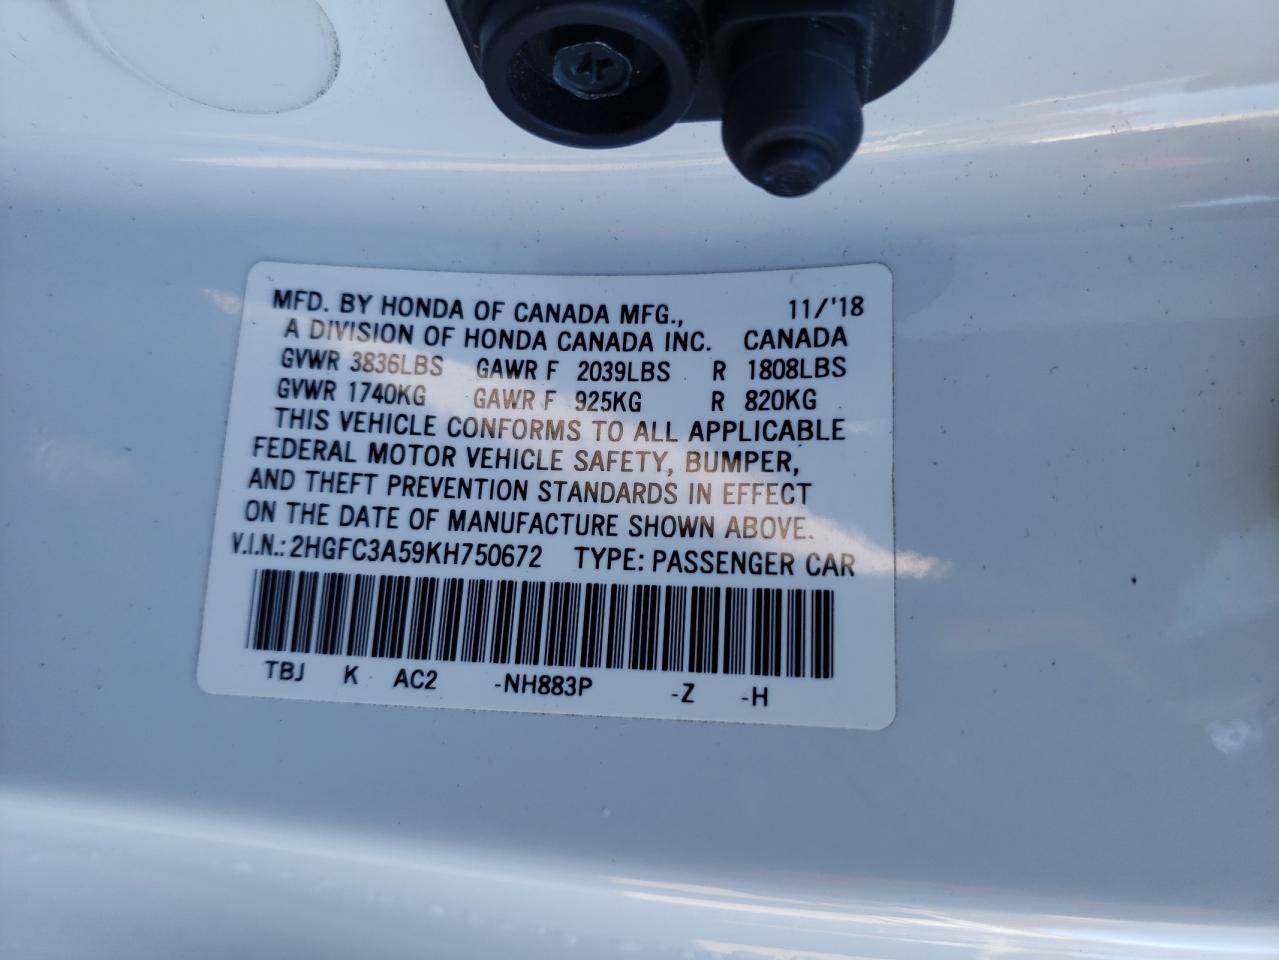 MFD. BY HONDA OF CANADA MFG., 11/'18
A DIVISION OF HONDA CANADA INC. CANADA
GVWR 3836LBS GAWR F 2039LBS R 1808LBS
GVWR 1740KG GAWR F 925KG R 820KG
THIS VEHICLE CONFORMS TO ALL APPLICABLE
FEDERAL MOTOR VEHICLE SAFETY, BUMPER,
AND THEFT PREVENTION STANDARDS IN EFFECT
ON THE DATE OF MANUFACTURE SHOWN ABOVE.
V.I.N.: 2HGFC3A59KH750672 TYPE: PASSENGER CAR
TBJ K AC2 -NH883P -Z -H